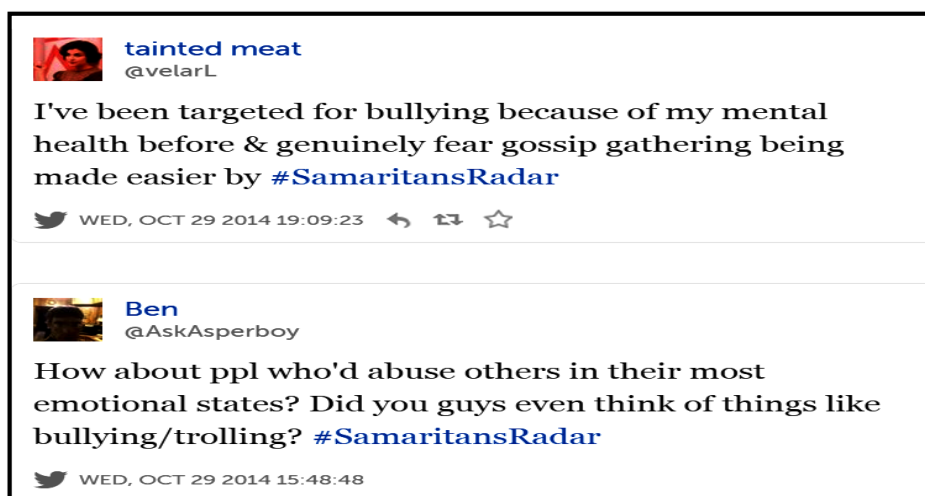 tainted meat
@velarL
I've been targeted for bullying because of my mental
health before & genuinely fear gossip gathering being
made easier by #SamaritansRadar
WED, OCT 29 2014 19:09:23
Ben
@AskAsperboy
How about ppl who'd abuse others in their most
emotional states? Did you guys even think of things like
bullying/trolling? #SamaritansRadar
WED, OCT 29 2014 15:48:48